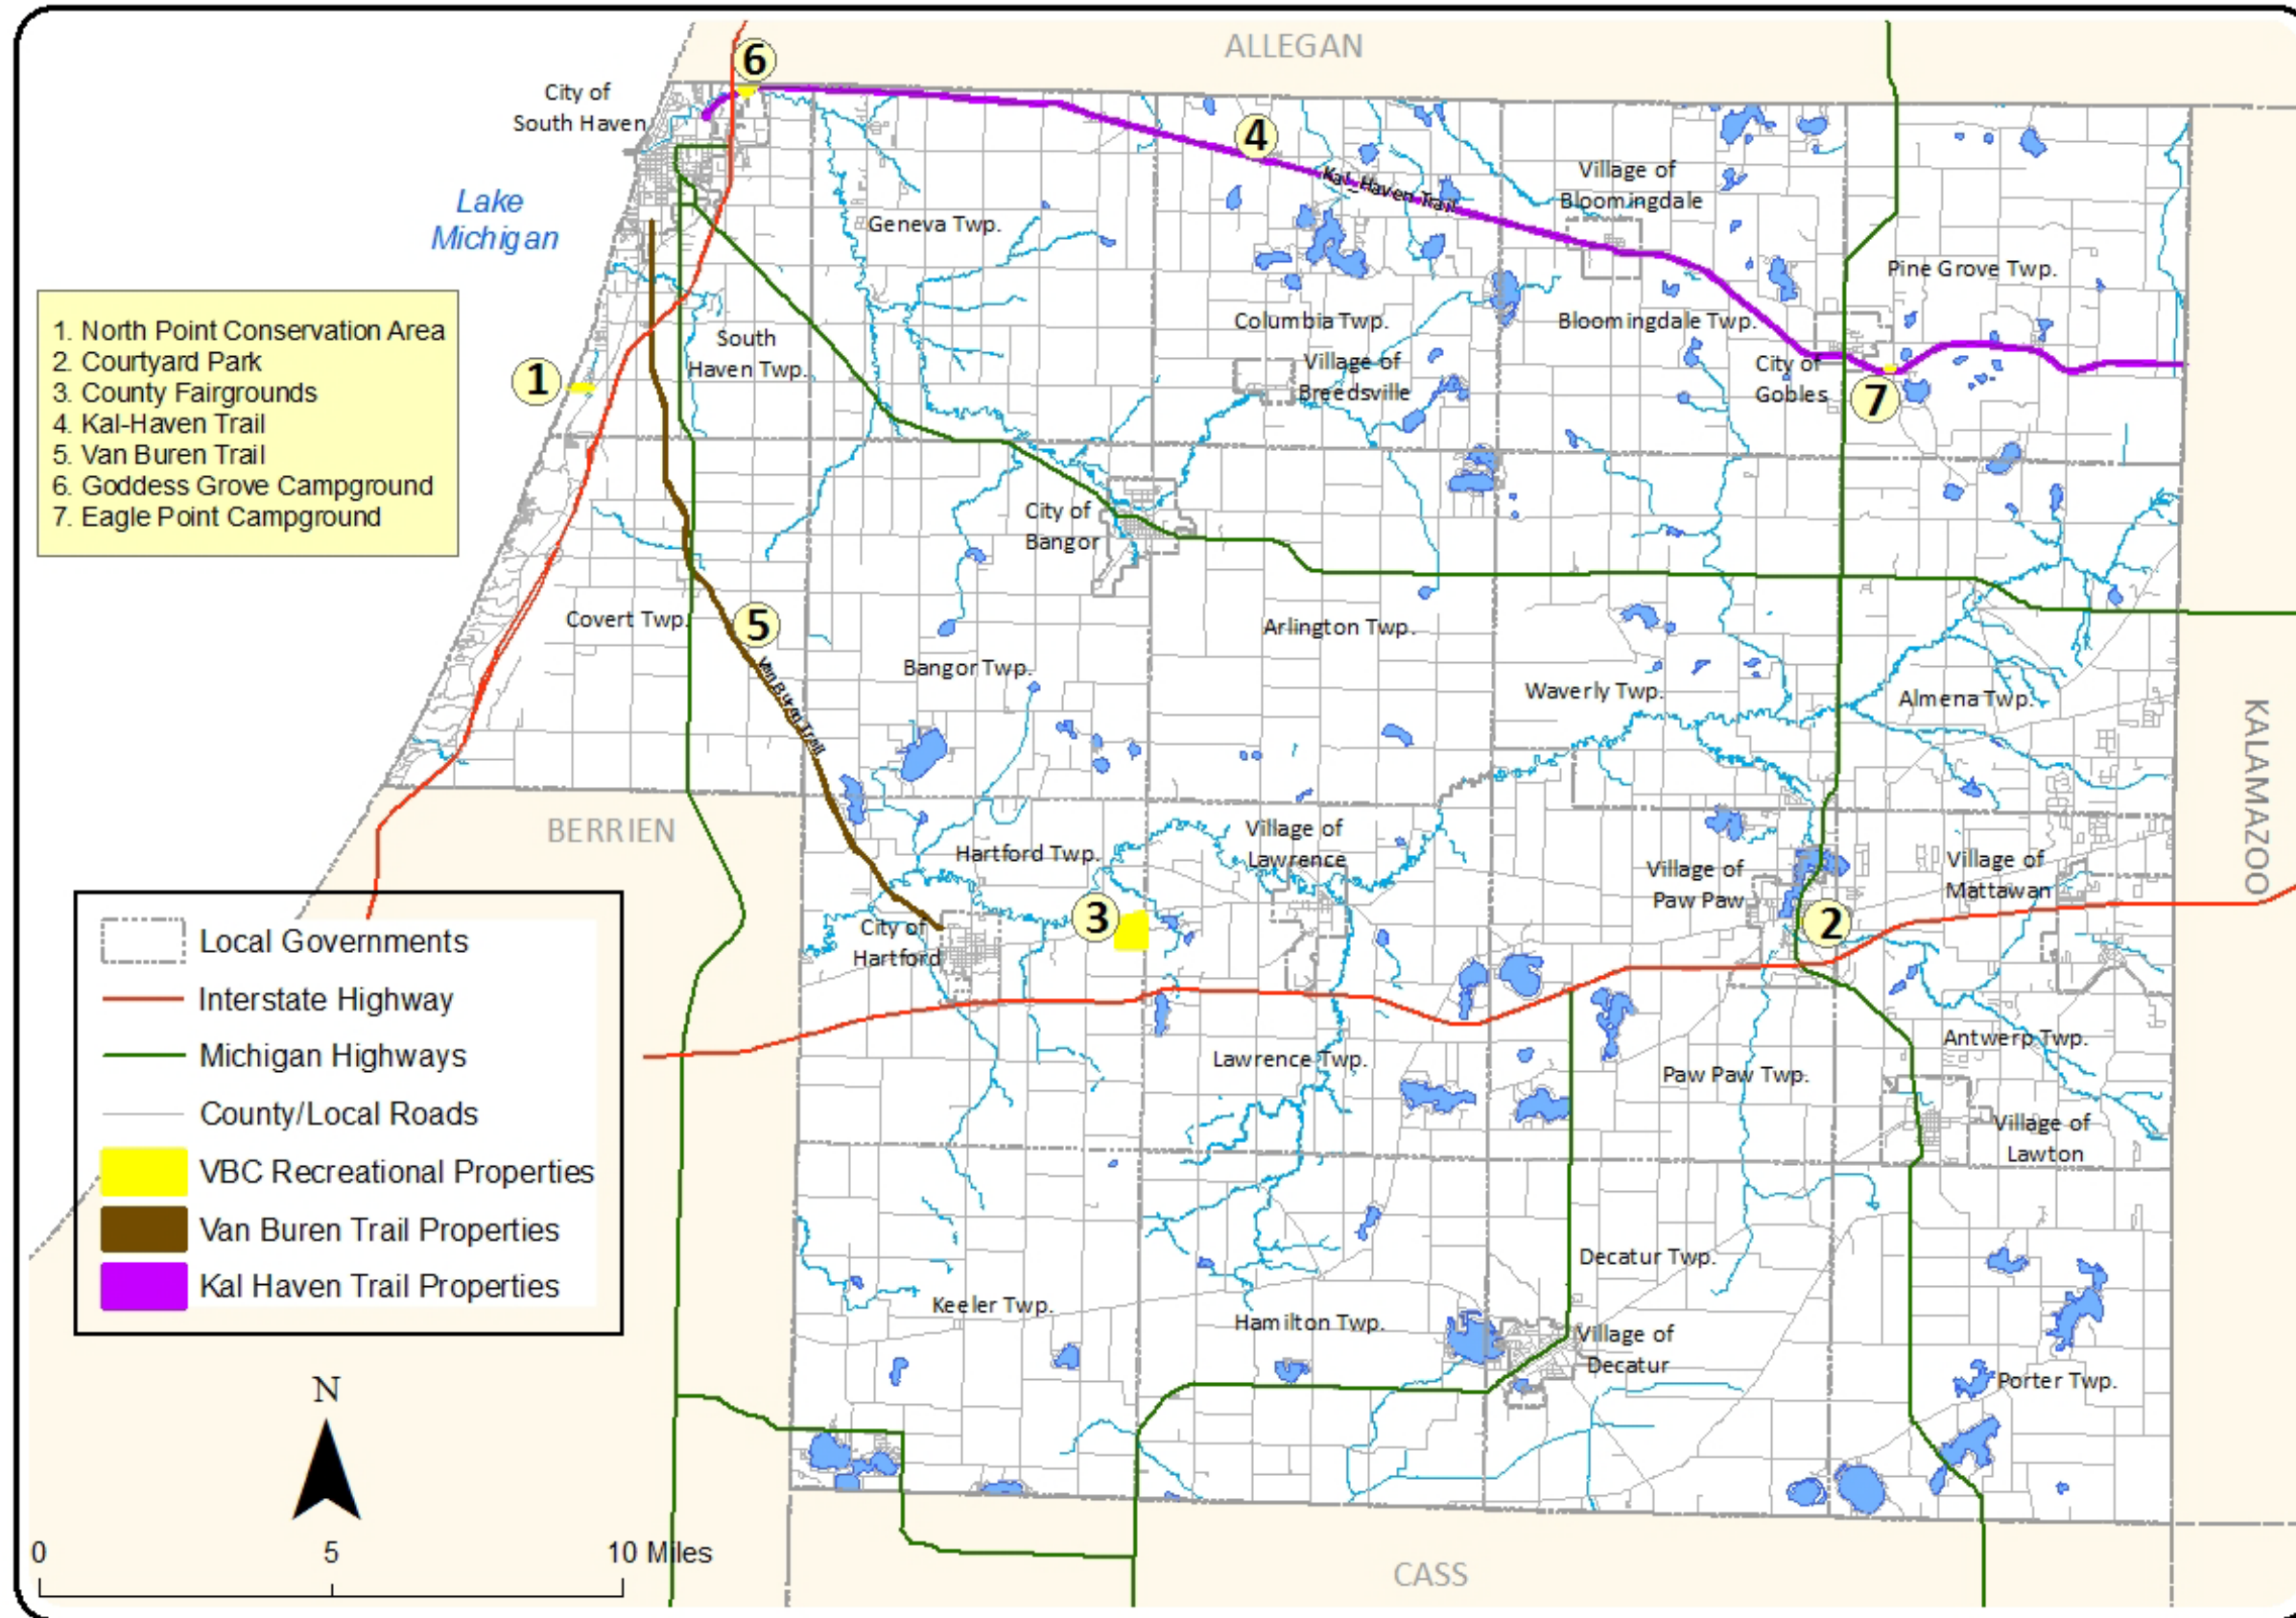 ALLEGAN
6
City of
South Haven
4
Kal_Haven Trail
Village of
Bloomingdale
Lake
Michigan
Geneva Twp.
Pine Grove Twp.
1. North Point Conservation Area
2. Courtyard Park
3. County Fairgrounds
4. Kal-Haven Trail
5. Van Buren Trail
6. Goddess Grove Campground
7. Eagle Point Campground
South
Haven Twp.
Columbia Twp.
Bloomingdale Twp.
Village of
Breedsville
City of
Gobles
1
7
City of
Bangor
Covert Twp.
5
Van Buren Trail
Arlington Twp.
Bangor Twp.
Waverly Twp.
Almena Twp.
KALAMAZOO
BERRIEN
Hartford Twp.
Village of
Lawrence
Village of
Paw Paw
Village of
Mattawan
3
2
City of
Hartford
Lawrence Twp.
Antwerp Twp.
Paw Paw Twp.
Village of
Lawton
Local Governments
Interstate Highway
Michigan Highways
County/Local Roads
VBC Recreational Properties
Van Buren Trail Properties
Kal Haven Trail Properties
Decatur Twp.
Keeler Twp.
Hamilton Twp.
Village of
Decatur
Porter Twp.
N
0 5 10 Miles
CASS